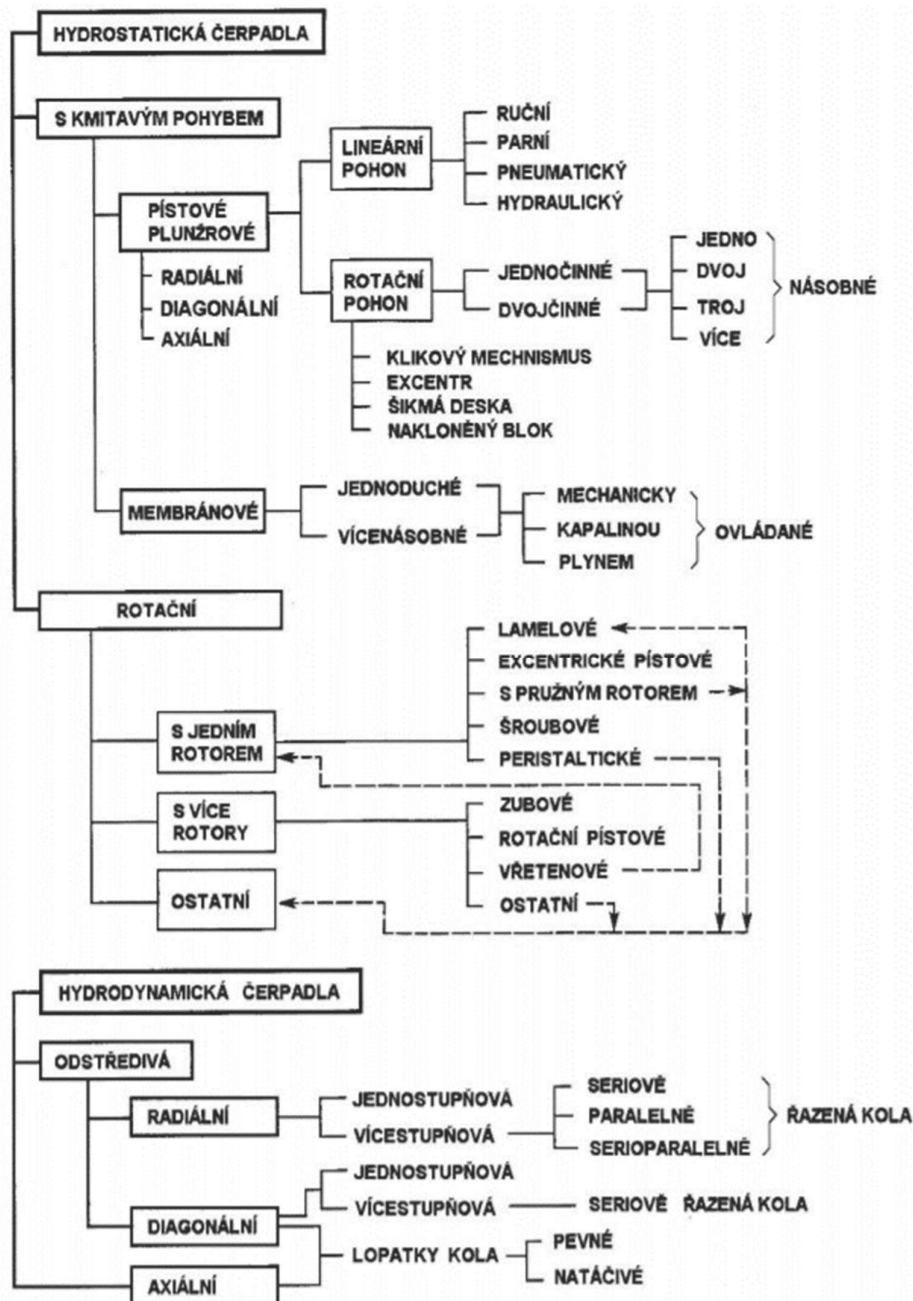 HYDROSTATICKÁ ČERPADLA
S KMITAVÝM POHYBEM
PÍSTOVÉ
PLUNŽROVÉ
RADIÁLNÍ
DIAGONÁLNÍ
AXIÁLNÍ
LINEÁRNÍ
POHON
RUČNÍ
PARNÍ
PNEUMATICKÝ
HYDRAULICKÝ
ROTAČNÍ
POHON
JEDNOČINNÉ
DVOJČINNÉ
JEDNO
DVOJ
TROJ
VÍCE
NÁSOBNÉ
KLIKOVÝ MECHNISMUS
EXCENTR
ŠIKMÁ DESKA
NAKLONĚNÝ BLOK
MEMBRÁNOVÉ
JEDNODUCHÉ
VÍCENÁSOBNÉ
MECHANICKY
KAPALINOU
PLYNEM
OVLÁDANÉ
ROTAČNÍ
S JEDNÍM
ROTOREM
LAMELOVÉ
EXCENTRICKÉ PÍSTOVÉ
S PRUŽNÝM ROTOREM
ŠROUBOVÉ
PERISTALTICKÉ
S VÍCE
ROTORY
ZUBOVÉ
ROTAČNÍ PÍSTOVÉ
VŘETENOVÉ
OSTATNÍ
OSTATNÍ
HYDRODYNAMICKÁ ČERPADLA
ODSTŘEDIVÁ
RADIÁLNÍ
JEDNOSTUPŇOVÁ
VÍCESTUPŇOVÁ
SERIOVĚ
PARALELNĚ
SERIOPARALELNĚ
ŘAZENÁ KOLA
DIAGONÁLNÍ
JEDNOSTUPŇOVÁ
VÍCESTUPŇOVÁ
SERIOVĚ ŘAZENÁ KOLA
LOPATKY KOLA
PEVNÉ
NATÁČIVÉ
AXIÁLNÍ